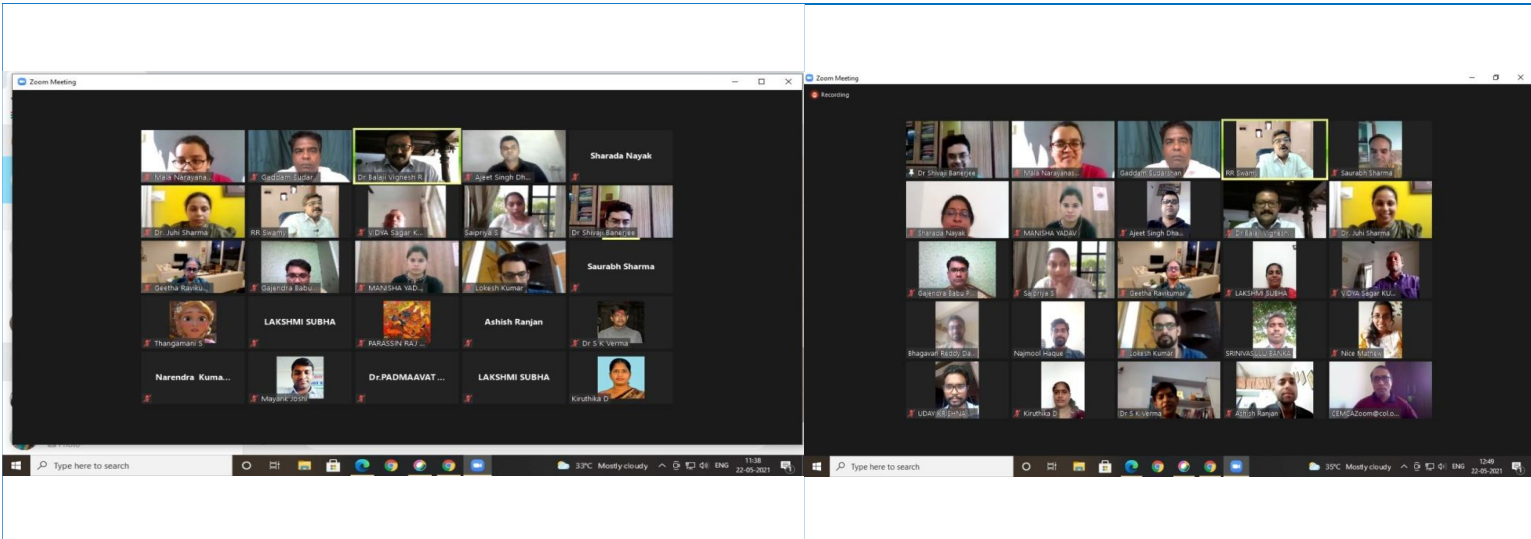 Zoom Meeting
Mala Narayana...
Gaddam Sudar...
Dr Balaji Vignesh R
Ajeet Singh Dh...
Sharada Nayak
Dr. Juhi Sharma
RR Swamy
VIDYA Sagar K...
Saipriya S
Dr Shivaji Banerjee
Geetha Raviku...
Gajendra Babu...
MANISHA YAD...
Lokesh Kumar
Saurabh Sharma
Thangamani S
LAKSHMI SUBHA
PARASSIN RAJ ...
Ashish Ranjan
Dr S K Verma
Narendra Kuma...
Mayank Joshi
Dr.PADMAAVAT ...
LAKSHMI SUBHA
Kiruthika D
Type here to search
33°C Mostly cloudy
ENG
11:38
22-05-2021
Zoom Meeting
Recording
Dr Shivaji Banerjee
Mala Narayanas...
Gaddam Sudarshan
RR Swamy
Saurabh Sharma
Sharada Nayak
MANISHA YADAV
Ajeet Singh Dha...
Dr Balaji Vignesh...
Dr. Juhi Sharma
Gajendra Babu P...
Saipriya S
Geetha Ravikumar
LAKSHMI SUBHA
VIDYA Sagar KU...
Bhagavan Reddy Da...
Najmool Haque
Lokesh Kumar
SRINIVASULU BANKA
Nice Mathew
UDAY KRISHNA
Kiruthika D
Dr S K Verma
Ashish Ranjan
CEMCAZoom@col.o...
Type here to search
35°C Mostly cloudy
ENG
12:49
22-05-2021